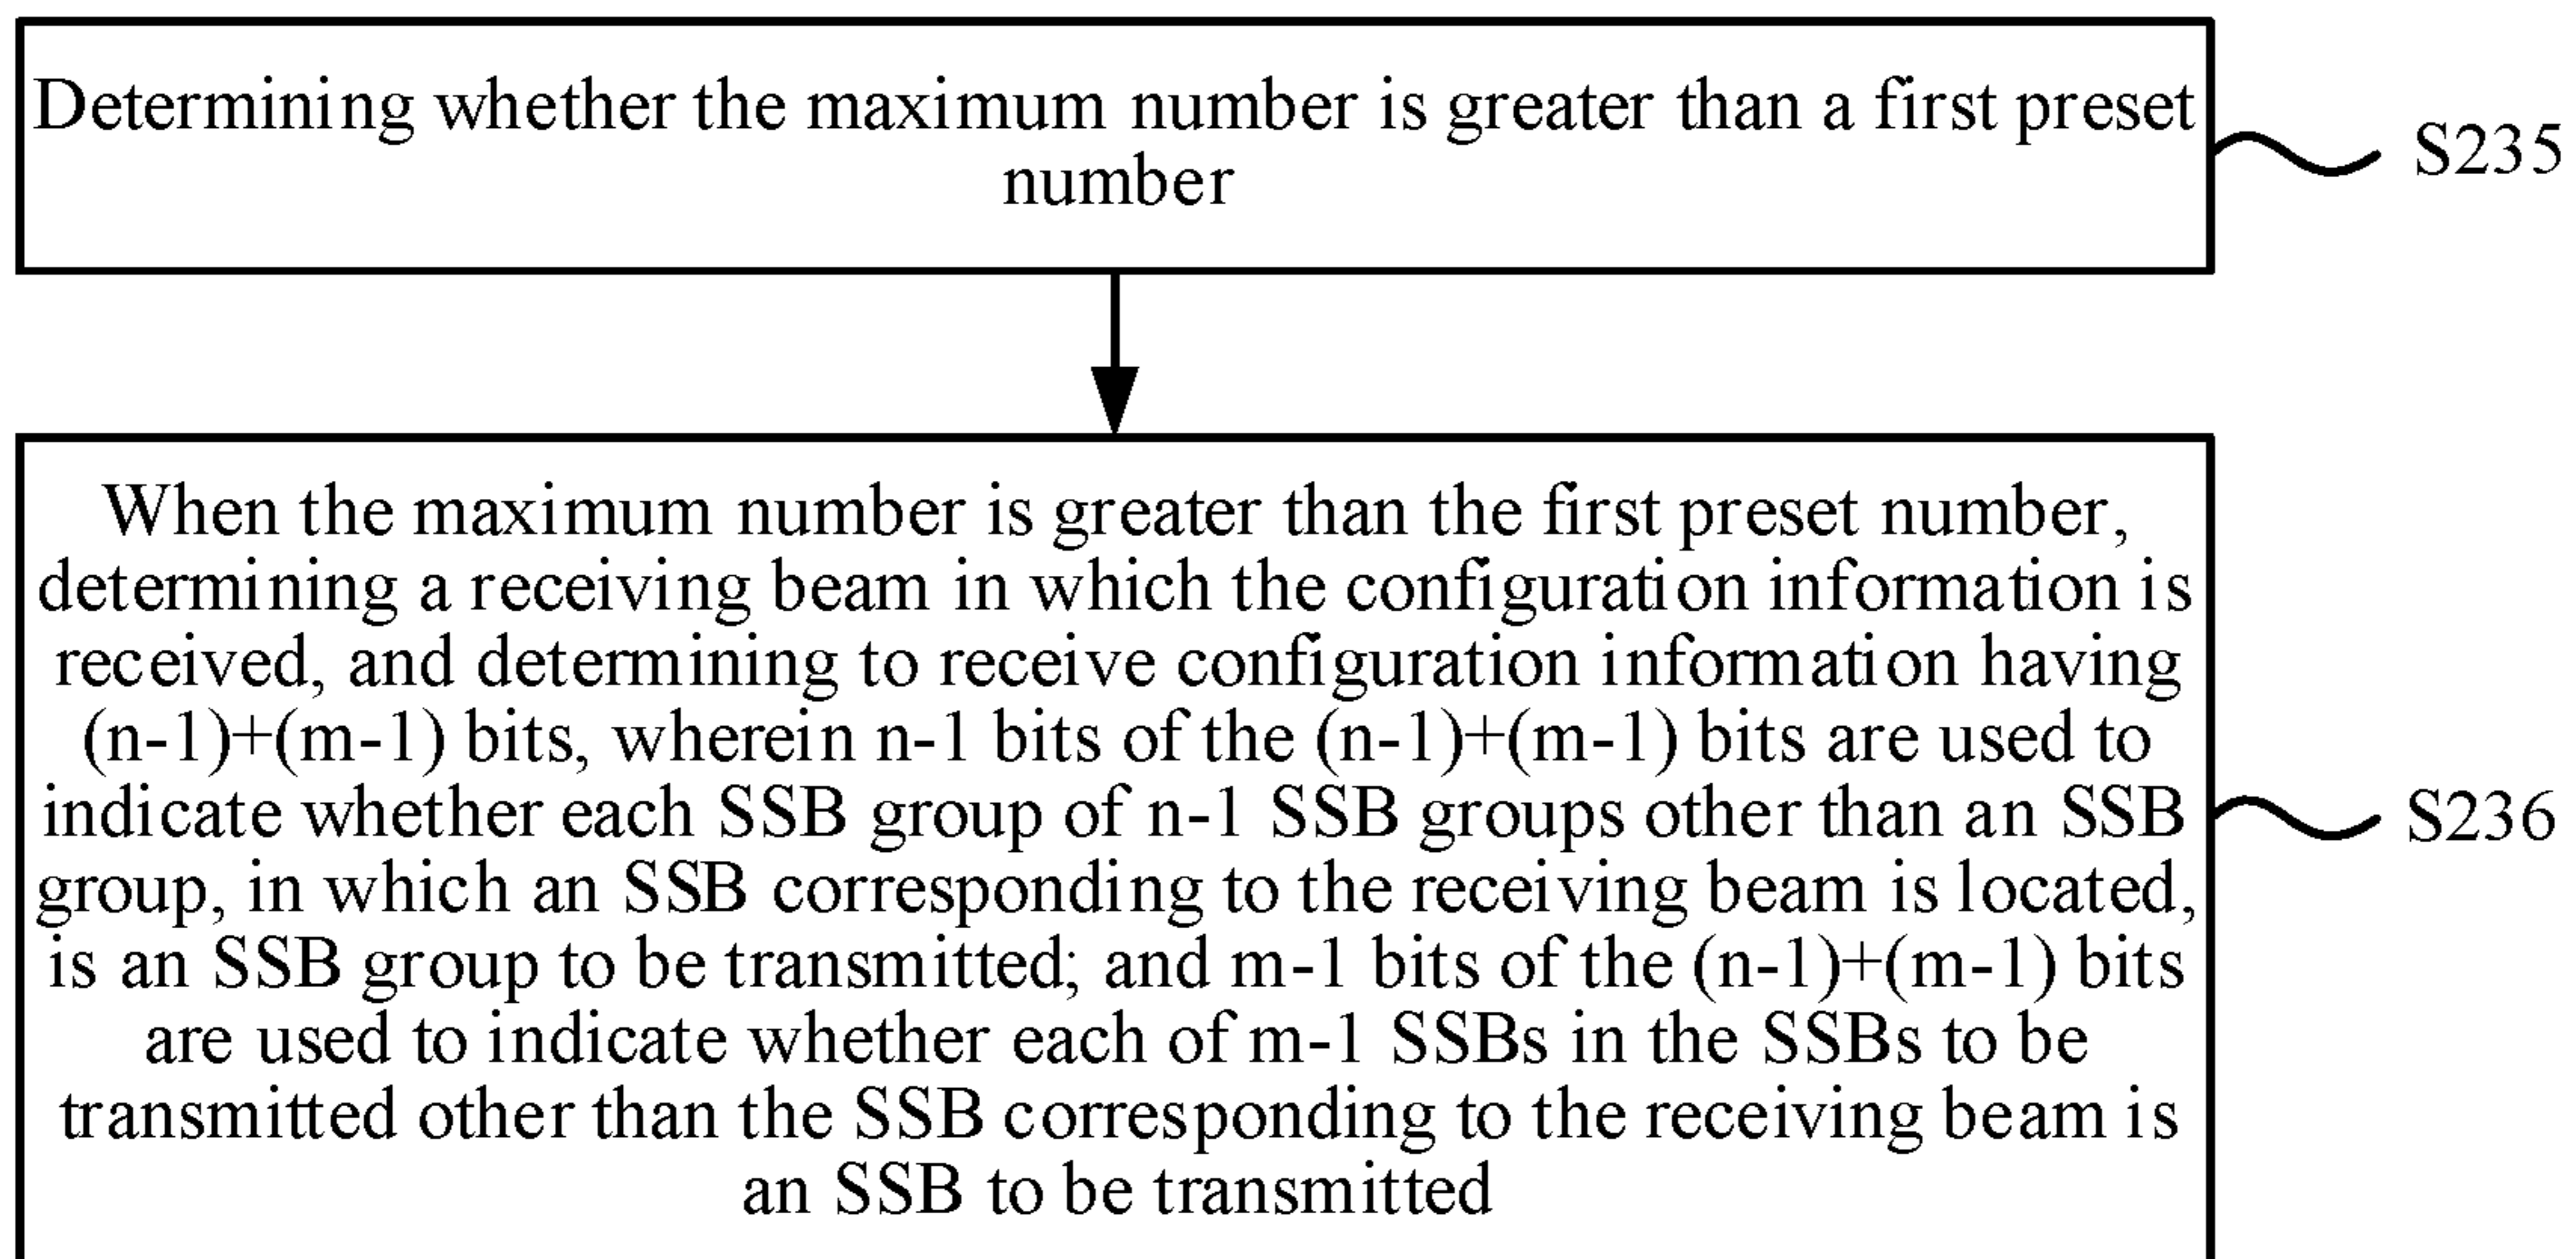 Determining whether the maximum number is greater than a first preset
number
S235
When the maximum number is greater than the first preset number,
determining a receiving beam in which the configuration information is
received, and determining to receive configuration information having
(n-1)+(m-1) bits, wherein n-1 bits of the (n-1)+(m-1) bits are used to
indicate whether each SSB group of n-1 SSB groups other than an SSB
group, in which an SSB corresponding to the receiving beam is located,
is an SSB group to be transmitted; and m-1 bits of the (n-1)+(m-1) bits
are used to indicate whether each of m-1 SSBs in the SSBs to be
transmitted other than the SSB corresponding to the receiving beam is
an SSB to be transmitted
S236